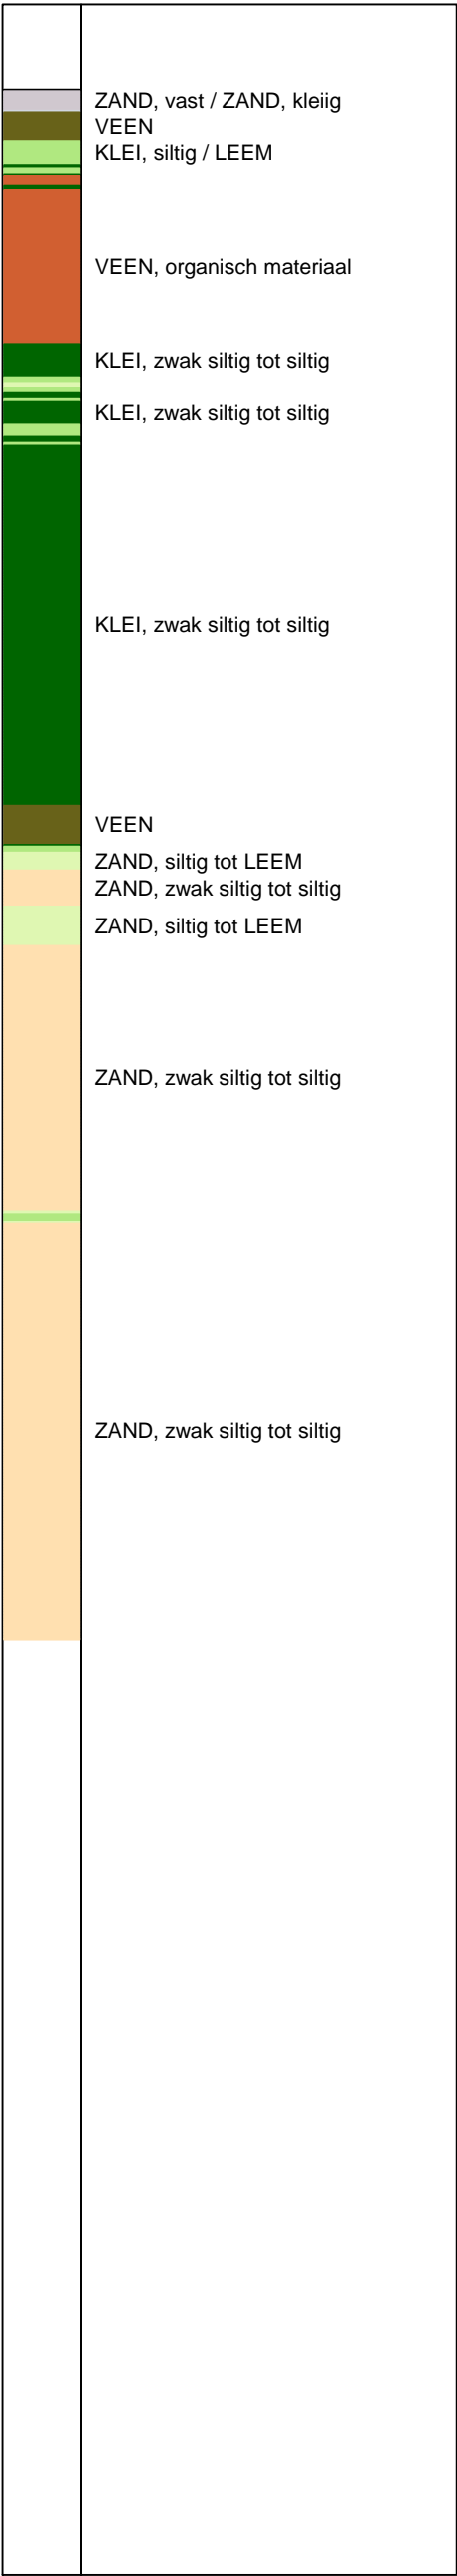 ZAND, vast / ZAND, kleiig
VEEN
KLEI, siltig / LEEM
VEEN, organisch materiaal
KLEI, zwak siltig tot siltig
KLEI, zwak siltig tot siltig
KLEI, zwak siltig tot siltig
VEEN
ZAND, siltig tot LEEM
ZAND, zwak siltig tot siltig
ZAND, siltig tot LEEM
ZAND, zwak siltig tot siltig
ZAND, zwak siltig tot siltig